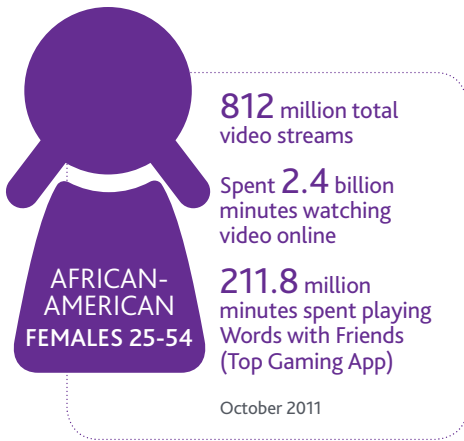 812 million total
video streams
Spent 2.4 billion
minutes watching
video online
211.8 million
minutes spent playing
Words with Friends
(Top Gaming App)
October 2011
AFRICAN-
AMERICAN
FEMALES 25-54